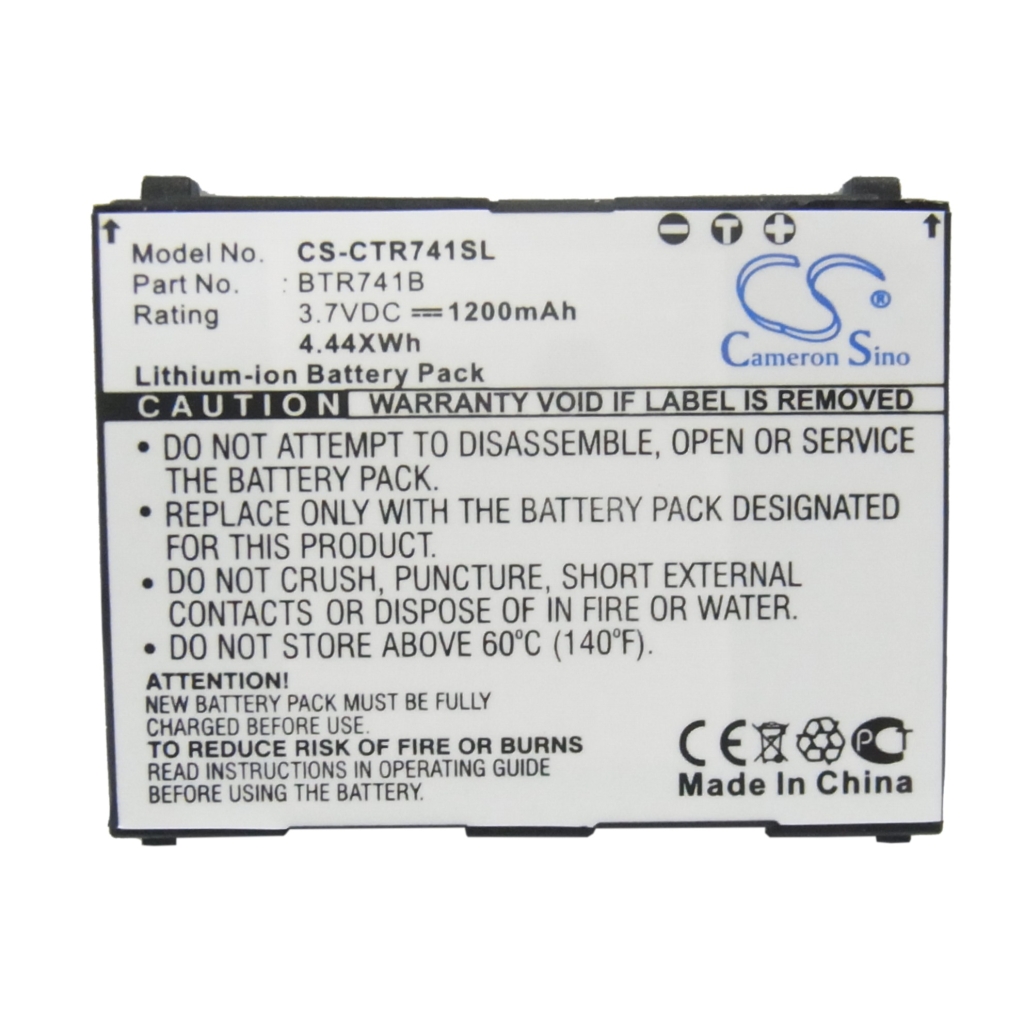 Model No. CS-CTR741SL
Part No. : BTR741B
Rating 3.7VDC 1200mAh
4.44XWh
Lithium-ion Battery Pack
T
CS ®
Cameron Sino
CAUTION WARRANTY VOID IF LABEL IS REMOVED
• DO NOT ATTEMPT TO DISASSEMBLE, OPEN OR SERVICE
THE BATTERY PACK.
• REPLACE ONLY WITH THE BATTERY PACK DESIGNATED
FOR THIS PRODUCT.
• DO NOT CRUSH, PUNCTURE, SHORT EXTERNAL
CONTACTS OR DISPOSE OF IN FIRE OR WATER.
• DO NOT STORE ABOVE 60°C (140°F).
ATTENTION!
NEW BATTERY PACK MUST BE FULLY
CHARGED BEFORE USE.
TO REDUCE RISK OF FIRE OR BURNS
READ INSTRUCTIONS IN OPERATING GUIDE
BEFORE USING THE BATTERY.
CE PCT
Made In China